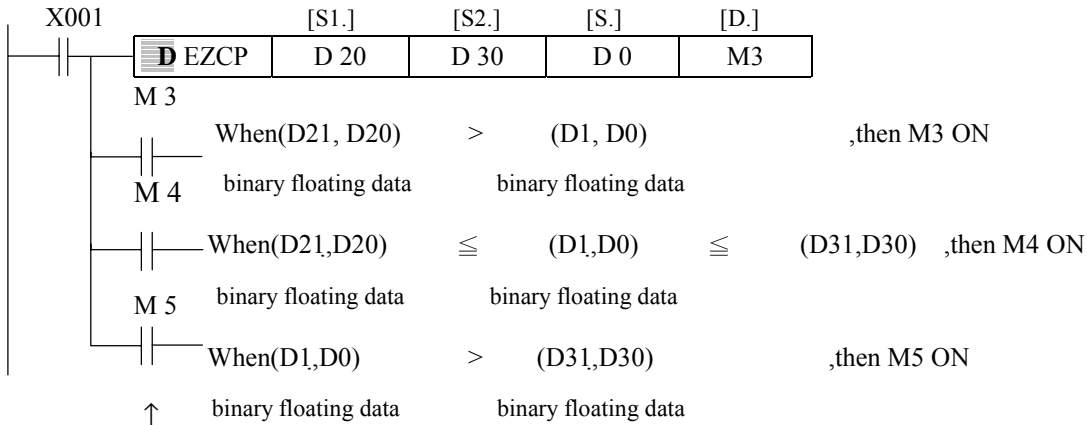 X001 [S1.] [S2.] [S.] [D.]
D EZCP D 20 D 30 D 0 M3
M 3
When(D21, D20) > (D1, D0) ,then M3 ON
binary floating data binary floating data
M 4
When(D21,D20) ≦ (D1,D0) ≦ (D31,D30) ,then M4 ON
binary floating data binary floating data
M 5
When(D1,D0) > (D31,D30) ,then M5 ON
↑ binary floating data binary floating data